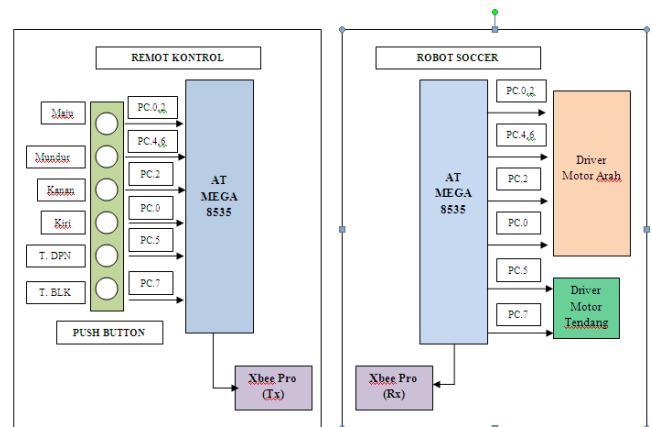 REMOT KONTROL
Maju
Mundur
Kanan
Kiri
T. DPN
T. BLK
PC.0,2
PC.4,6
PC.2
PC.0
PC.5
PC.7
AT
MEGA
8535
PUSH BUTTON
Xbee Pro
(Tx)
ROBOT SOCCER
AT
MEGA
8535
PC.0,2
PC.4,6
PC.2
PC.0
PC.5
PC.7
Driver
Motor Arah
Driver
Motor
Tendang
Xbee Pro
(Rx)